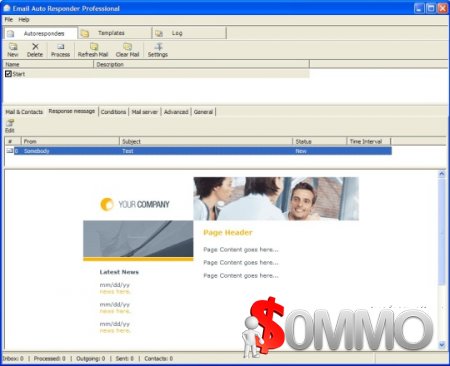 Email Auto Responder Professional
File Help
Autoresponders Templates Log
New Delete Process Refresh Mail Clear Mail Settings
Name Description
Start
Mail & Contacts Response message Conditions Mail server Advanced General
Edit
# From Subject Status Time Interval
0 Somebody Test New
YOUR COMPANY
Page Header
Page Content goes here...
Page Content goes here...
Page Content goes here...
Latest News
mm/dd/yy
news here.
mm/dd/yy
news here.
mm/dd/yy
news here.
$OMMO
Inbox: 0 | Processed: 0 | Outgoing: 0 | Sent: 0 | Contacts: 0 |